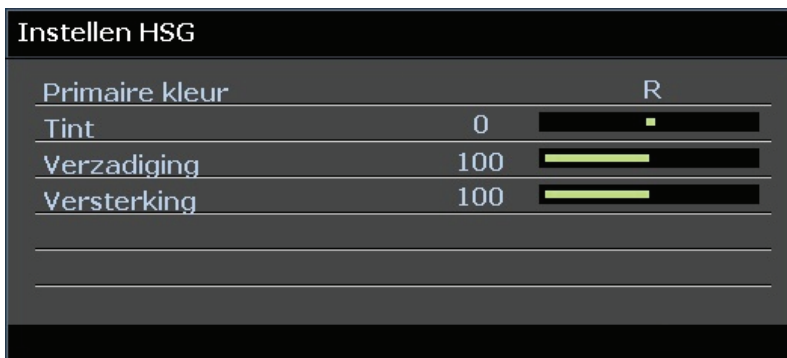 Instellen HSG
Primaire kleur R
Tint 0
Verzadiging 100
Versterking 100